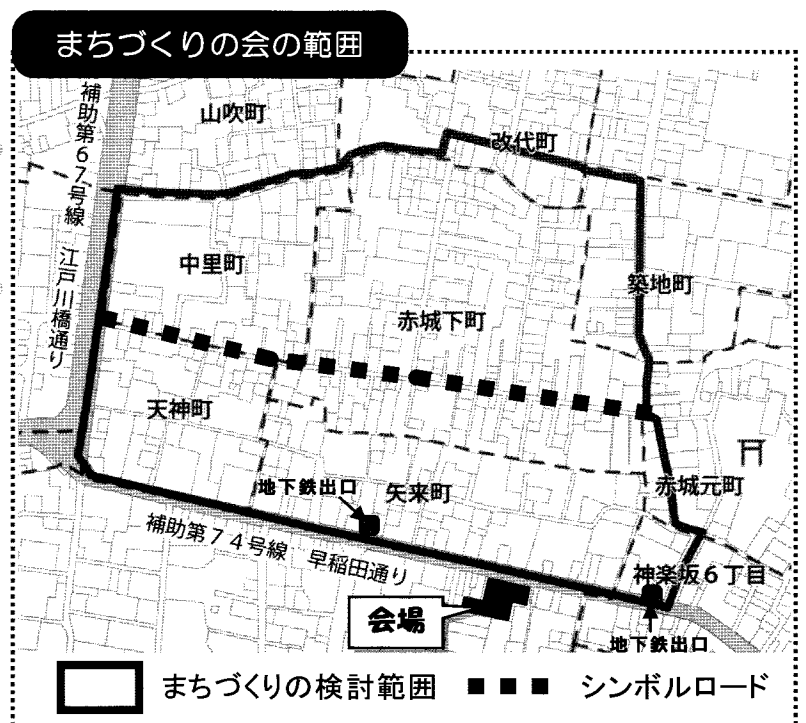 まちづくりの会の範囲
補助第67号線 江戸川橋通り
山吹町
改代町
中里町
築地町
赤城下町
天神町
地下鉄出口
矢来町
赤城元町
補助第74号線 早稲田通り
神楽坂6丁目
会場
地下鉄出口
まちづくりの検討範囲
シンボルロード